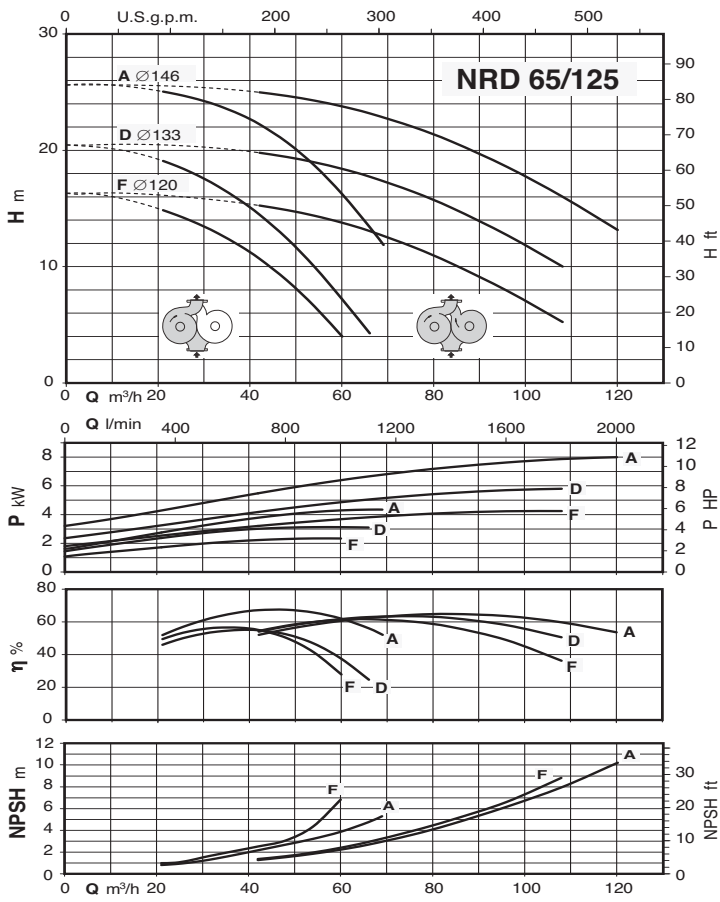 0 U.S.g.p.m. 200 300 400 500
30
NRD 65/125
A Ø146
D Ø133
F Ø120
20
10
0
H m
90
80
70
60
50
40
30
20
10
0
H ft
Q m³/h 20 40 60 80 100 120
0 Q l/min 400 800 1200 1600 2000
8
6
4
2
0
P kW
A
D
A
F
D
F
12
10
8
6
4
2
0
P HP
80
60
40
20
0
η %
A
A
D
F
F
D
12
10
8
6
4
2
0
NPSH m
F
A
F
A
30
20
10
0
NPSH ft
0 Q m³/h 20 40 60 80 100 120